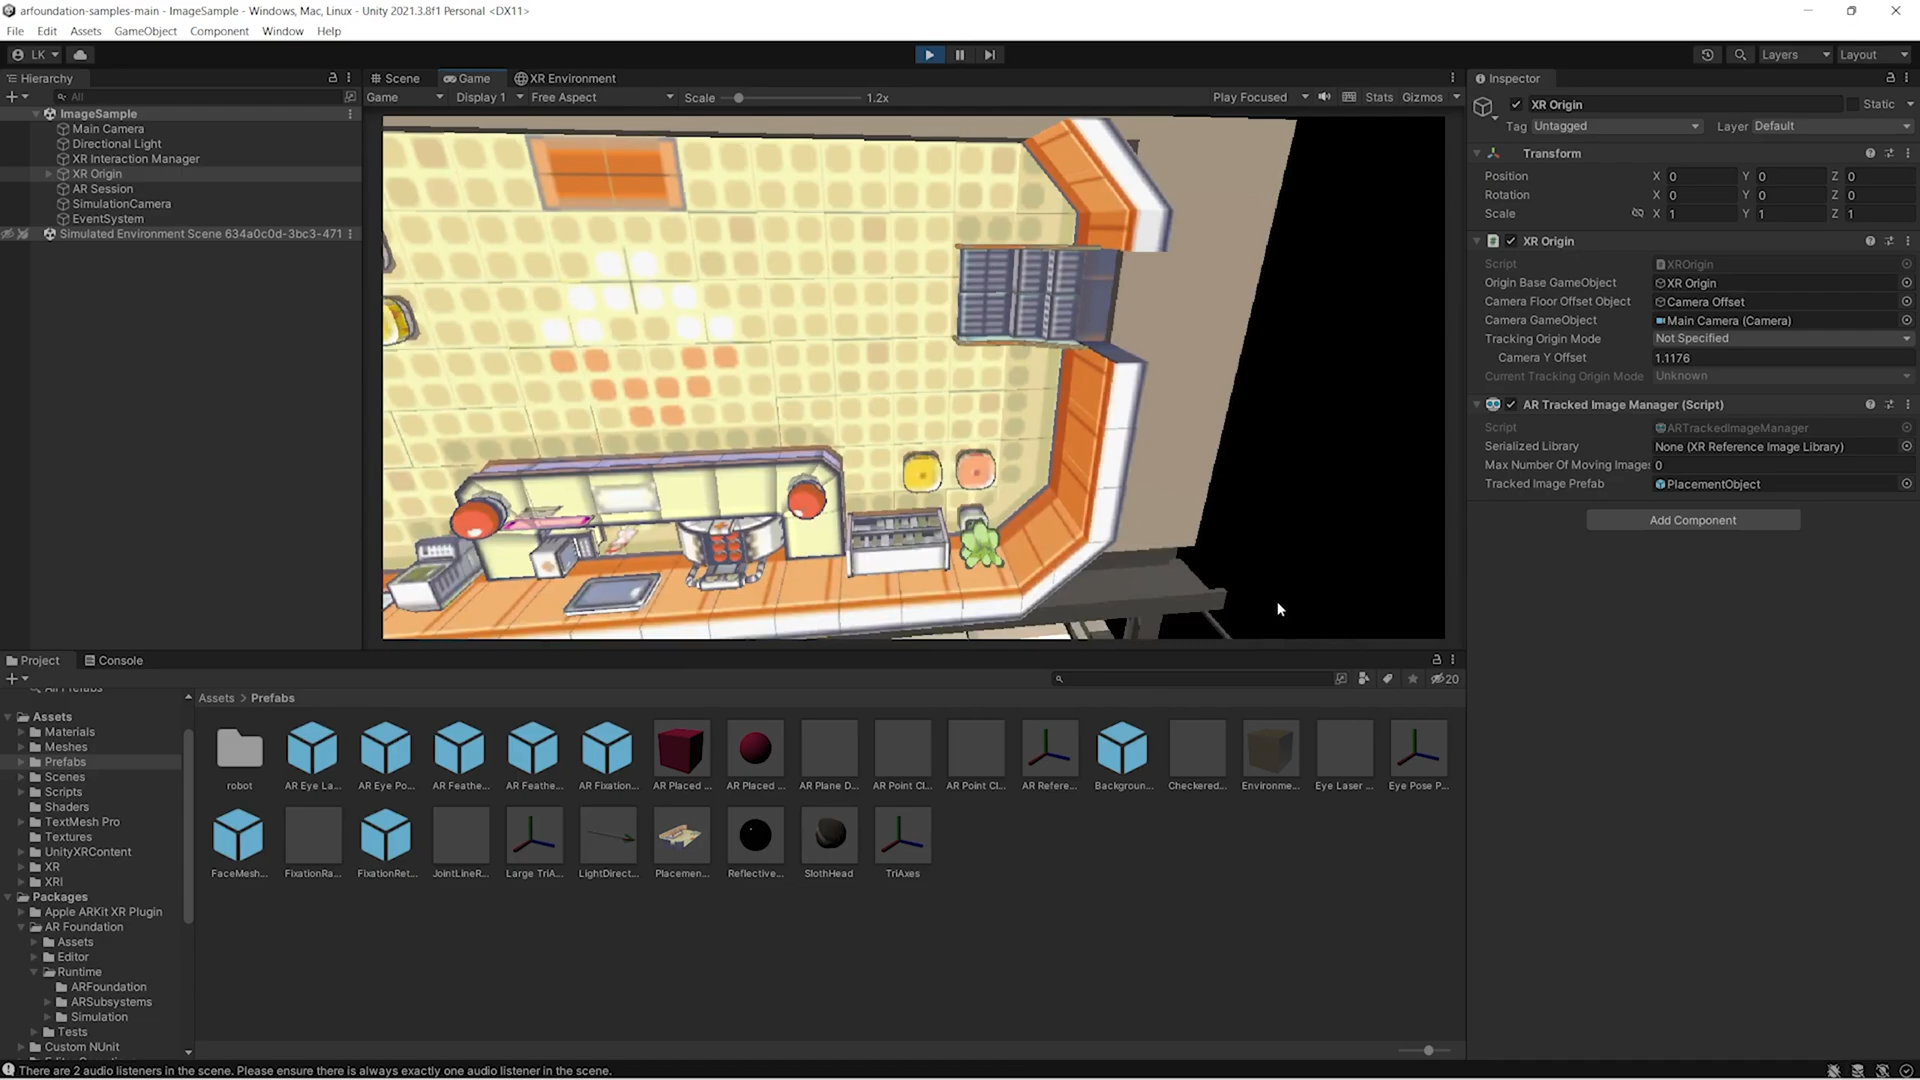 arfoundation-samples-main - ImageSample - Windows, Mac, Linux - Unity 2021.3.8f1 Personal <DX11>
File Edit Assets GameObject Component Window Help
LK Layers Layout
Hierarchy
All
ImageSample
Main Camera
Directional Light
XR Interaction Manager
XR Origin
AR Session
SimulationCamera
EventSystem
Simulated Environment Scene 634a0c0d-3bc3-471
Scene Game XR Environment
Game Display 1 Free Aspect Scale 1.2x Play Focused Stats Gizmos
Inspector
XR Origin Static
Tag Untagged Layer Default
Transform
Position X 0 Y 0 Z 0
Rotation X 0 Y 0 Z 0
Scale X 1 Y 1 Z 1
XR Origin
Script XROrigin
Origin Base GameObject XR Origin
Camera Floor Offset Object Camera Offset
Camera GameObject Main Camera (Camera)
Tracking Origin Mode Not Specified
Camera Y Offset 1.1176
Current Tracking Origin Mode Unknown
AR Tracked Image Manager (Script)
Script ARTrackedImageManager
Serialized Library None (XR Reference Image Library)
Max Number Of Moving Images 0
Tracked Image Prefab PlacementObject
Add Component
Project Console
20
All Prefabs
Assets
Materials
Meshes
Prefabs
Scenes
Scripts
Shaders
TextMesh Pro
Textures
UnityXRContent
XR
XRI
Packages
Apple ARKit XR Plugin
AR Foundation
Assets
Editor
Runtime
ARFoundation
ARSubsystems
Simulation
Tests
Custom NUnit
Assets > Prefabs
robot AR Eye La... AR Eye Po... AR Feathe... AR Feathe... AR Fixation... AR Placed ... AR Placed ... AR Plane D... AR Point Cl... AR Point Cl... AR Refere... Backgroun... Checkered... Environme... Eye Laser ... Eye Pose P...
FaceMesh... FixationRa... FixationRet... JointLineR... Large TriA... LightDirect... Placemen... Reflective... SlothHead TriAxes
There are 2 audio listeners in the scene. Please ensure there is always exactly one audio listener in the scene.